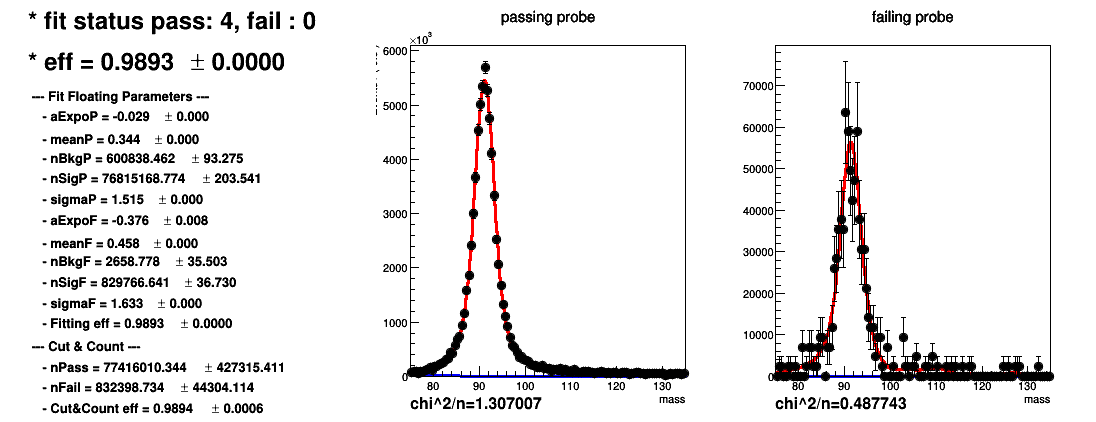 * fit status pass: 4, fail : 0
* eff = 0.9893 ± 0.0000
--- Fit Floating Parameters ---
- aExpoP = -0.029 ± 0.000
- meanP = 0.344 ± 0.000
- nBkgP = 600838.462 ± 93.275
- nSigP = 76815168.774 ± 203.541
- sigmaP = 1.515 ± 0.000
- aExpoF = -0.376 ± 0.008
- meanF = 0.458 ± 0.000
- nBkgF = 2658.778 ± 35.503
- nSigF = 829766.641 ± 36.730
- sigmaF = 1.633 ± 0.000
- Fitting eff = 0.9893 ± 0.0000
--- Cut & Count ---
- nPass = 77416010.344 ± 427315.411
- nFail = 832398.734 ± 44304.114
- Cut&Count eff = 0.9894 ± 0.0006
passing probe
×10³
6000
5000
4000
3000
2000
1000
0
80 90 100 110 120 130
mass
chi^2/n=1.307007
failing probe
70000
60000
50000
40000
30000
20000
10000
0
80 90 100 110 120 130
mass
chi^2/n=0.487743